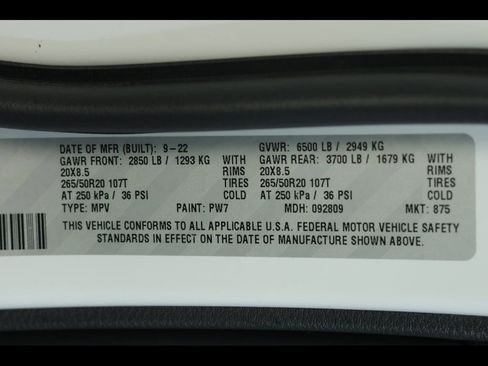 DATE OF MFR (BUILT): 9-22 GVWR: 6500 LB / 2949 KG
GAWR FRONT: 2850 LB / 1293 KG WITH GAWR REAR: 3700 LB / 1679 KG WITH
20X8.5 RIMS 20X8.5 RIMS
265/50R20 107T TIRES 265/50R20 107T TIRES
AT 250 kPa / 36 PSI COLD AT 250 kPa / 36 PSI COLD
TYPE: MPV PAINT: PW7 MDH: 092809 MKT: 875
THIS VEHICLE CONFORMS TO ALL APPLICABLE U.S.A. FEDERAL MOTOR VEHICLE SAFETY
STANDARDS IN EFFECT ON THE DATE OF MANUFACTURE SHOWN ABOVE.